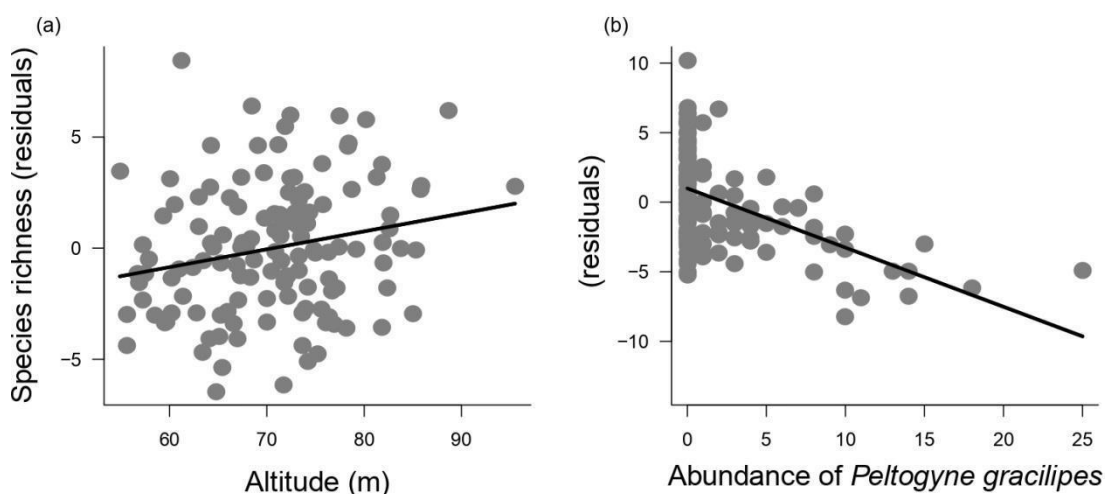 (a)
Species richness (residuals)
5
0
−5
60 70 80 90
Altitude (m)
(b)
(residuals)
10
5
0
−5
−10
0 5 10 15 20 25
Abundance of Peltogyne gracilipes